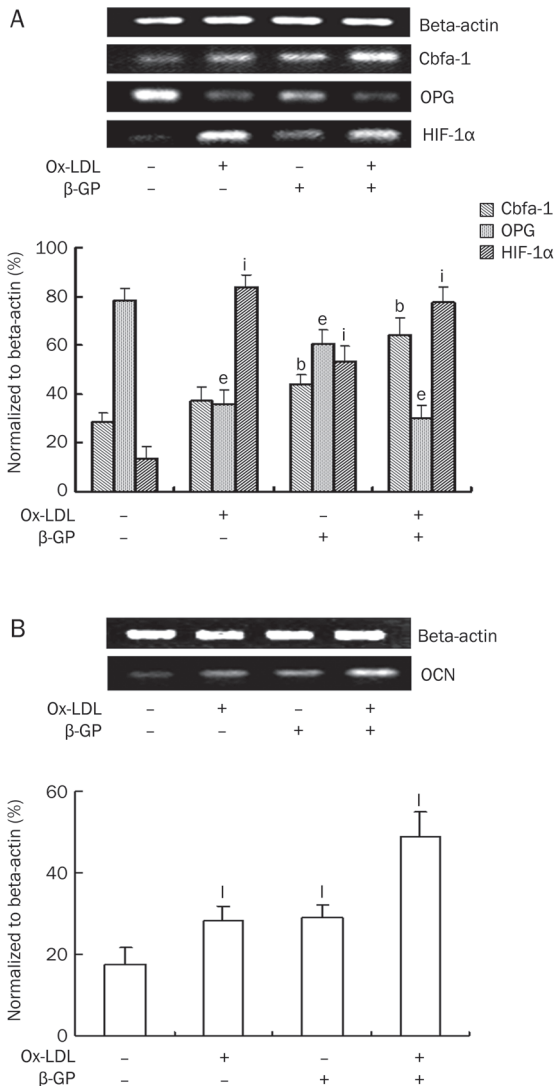 A
Beta-actin
Cbfa-1
OPG
HIF-1α
Ox-LDL – + – +
β-GP – – + +
Cbfa-1
OPG
HIF-1α
Normalized to beta-actin (%)
100
80
60
40
20
0
i
e
b
e
i
b
e
i
Ox-LDL – + – +
β-GP – – + +
B
Beta-actin
OCN
Ox-LDL – + – +
β-GP – – + +
Normalized to beta-actin (%)
60
40
20
0
l
l
l
Ox-LDL – + – +
β-GP – – + +